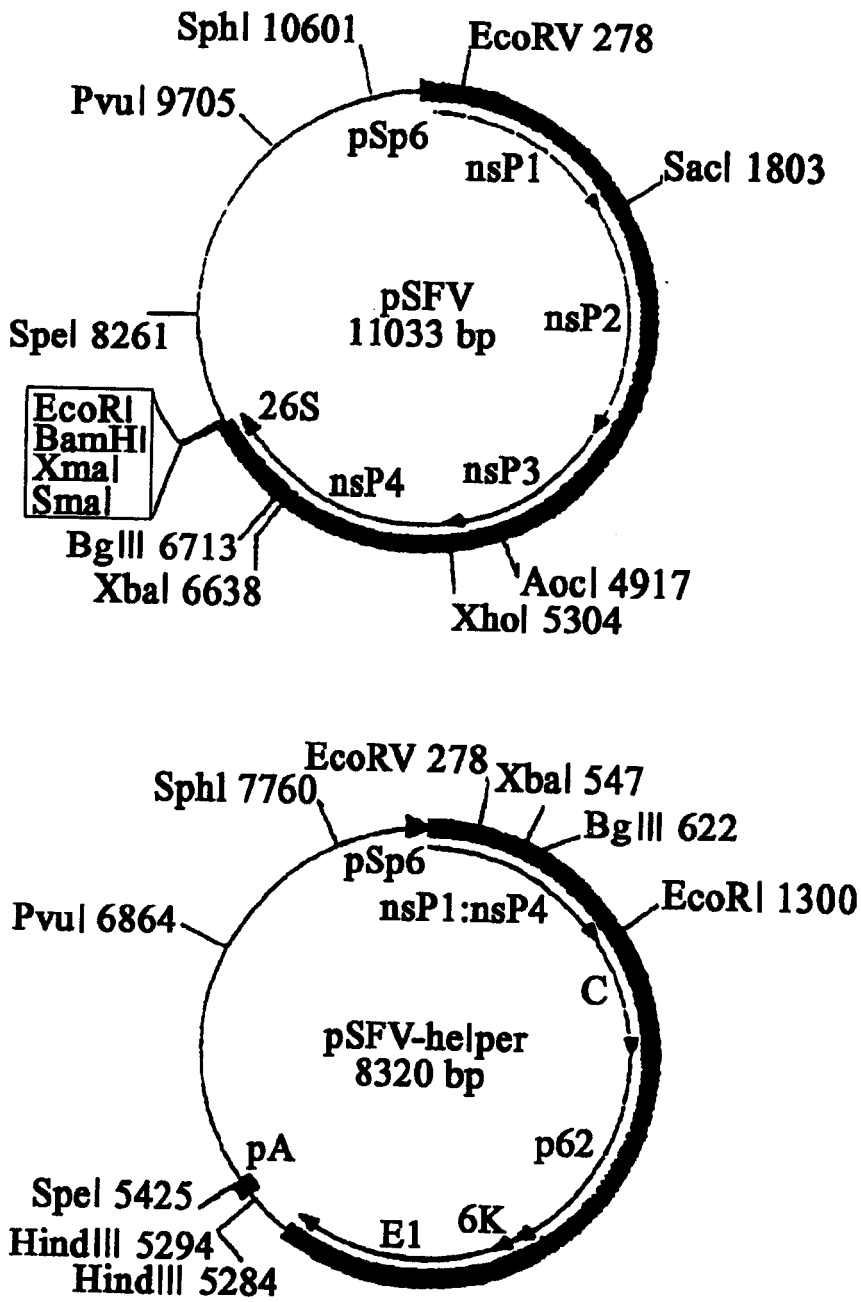 SphI 10601
EcoRV 278
PvuI 9705
pSp6
nsP1
SacI 1803
pSFV
11033 bp
nsP2
SpeI 8261
EcoRI
BamHI
XmaI
SmaI
26S
nsP4
nsP3
BglII 6713
XbaI 6638
AocI 4917
XhoI 5304
EcoRV 278
SphI 7760
XbaI 547
BglII 622
pSp6
nsP1:nsP4
EcoRI 1300
PvuI 6864
C
pSFV-helper
8320 bp
p62
pA
SpeI 5425
6K
E1
HindIII 5294
HindIII 5284